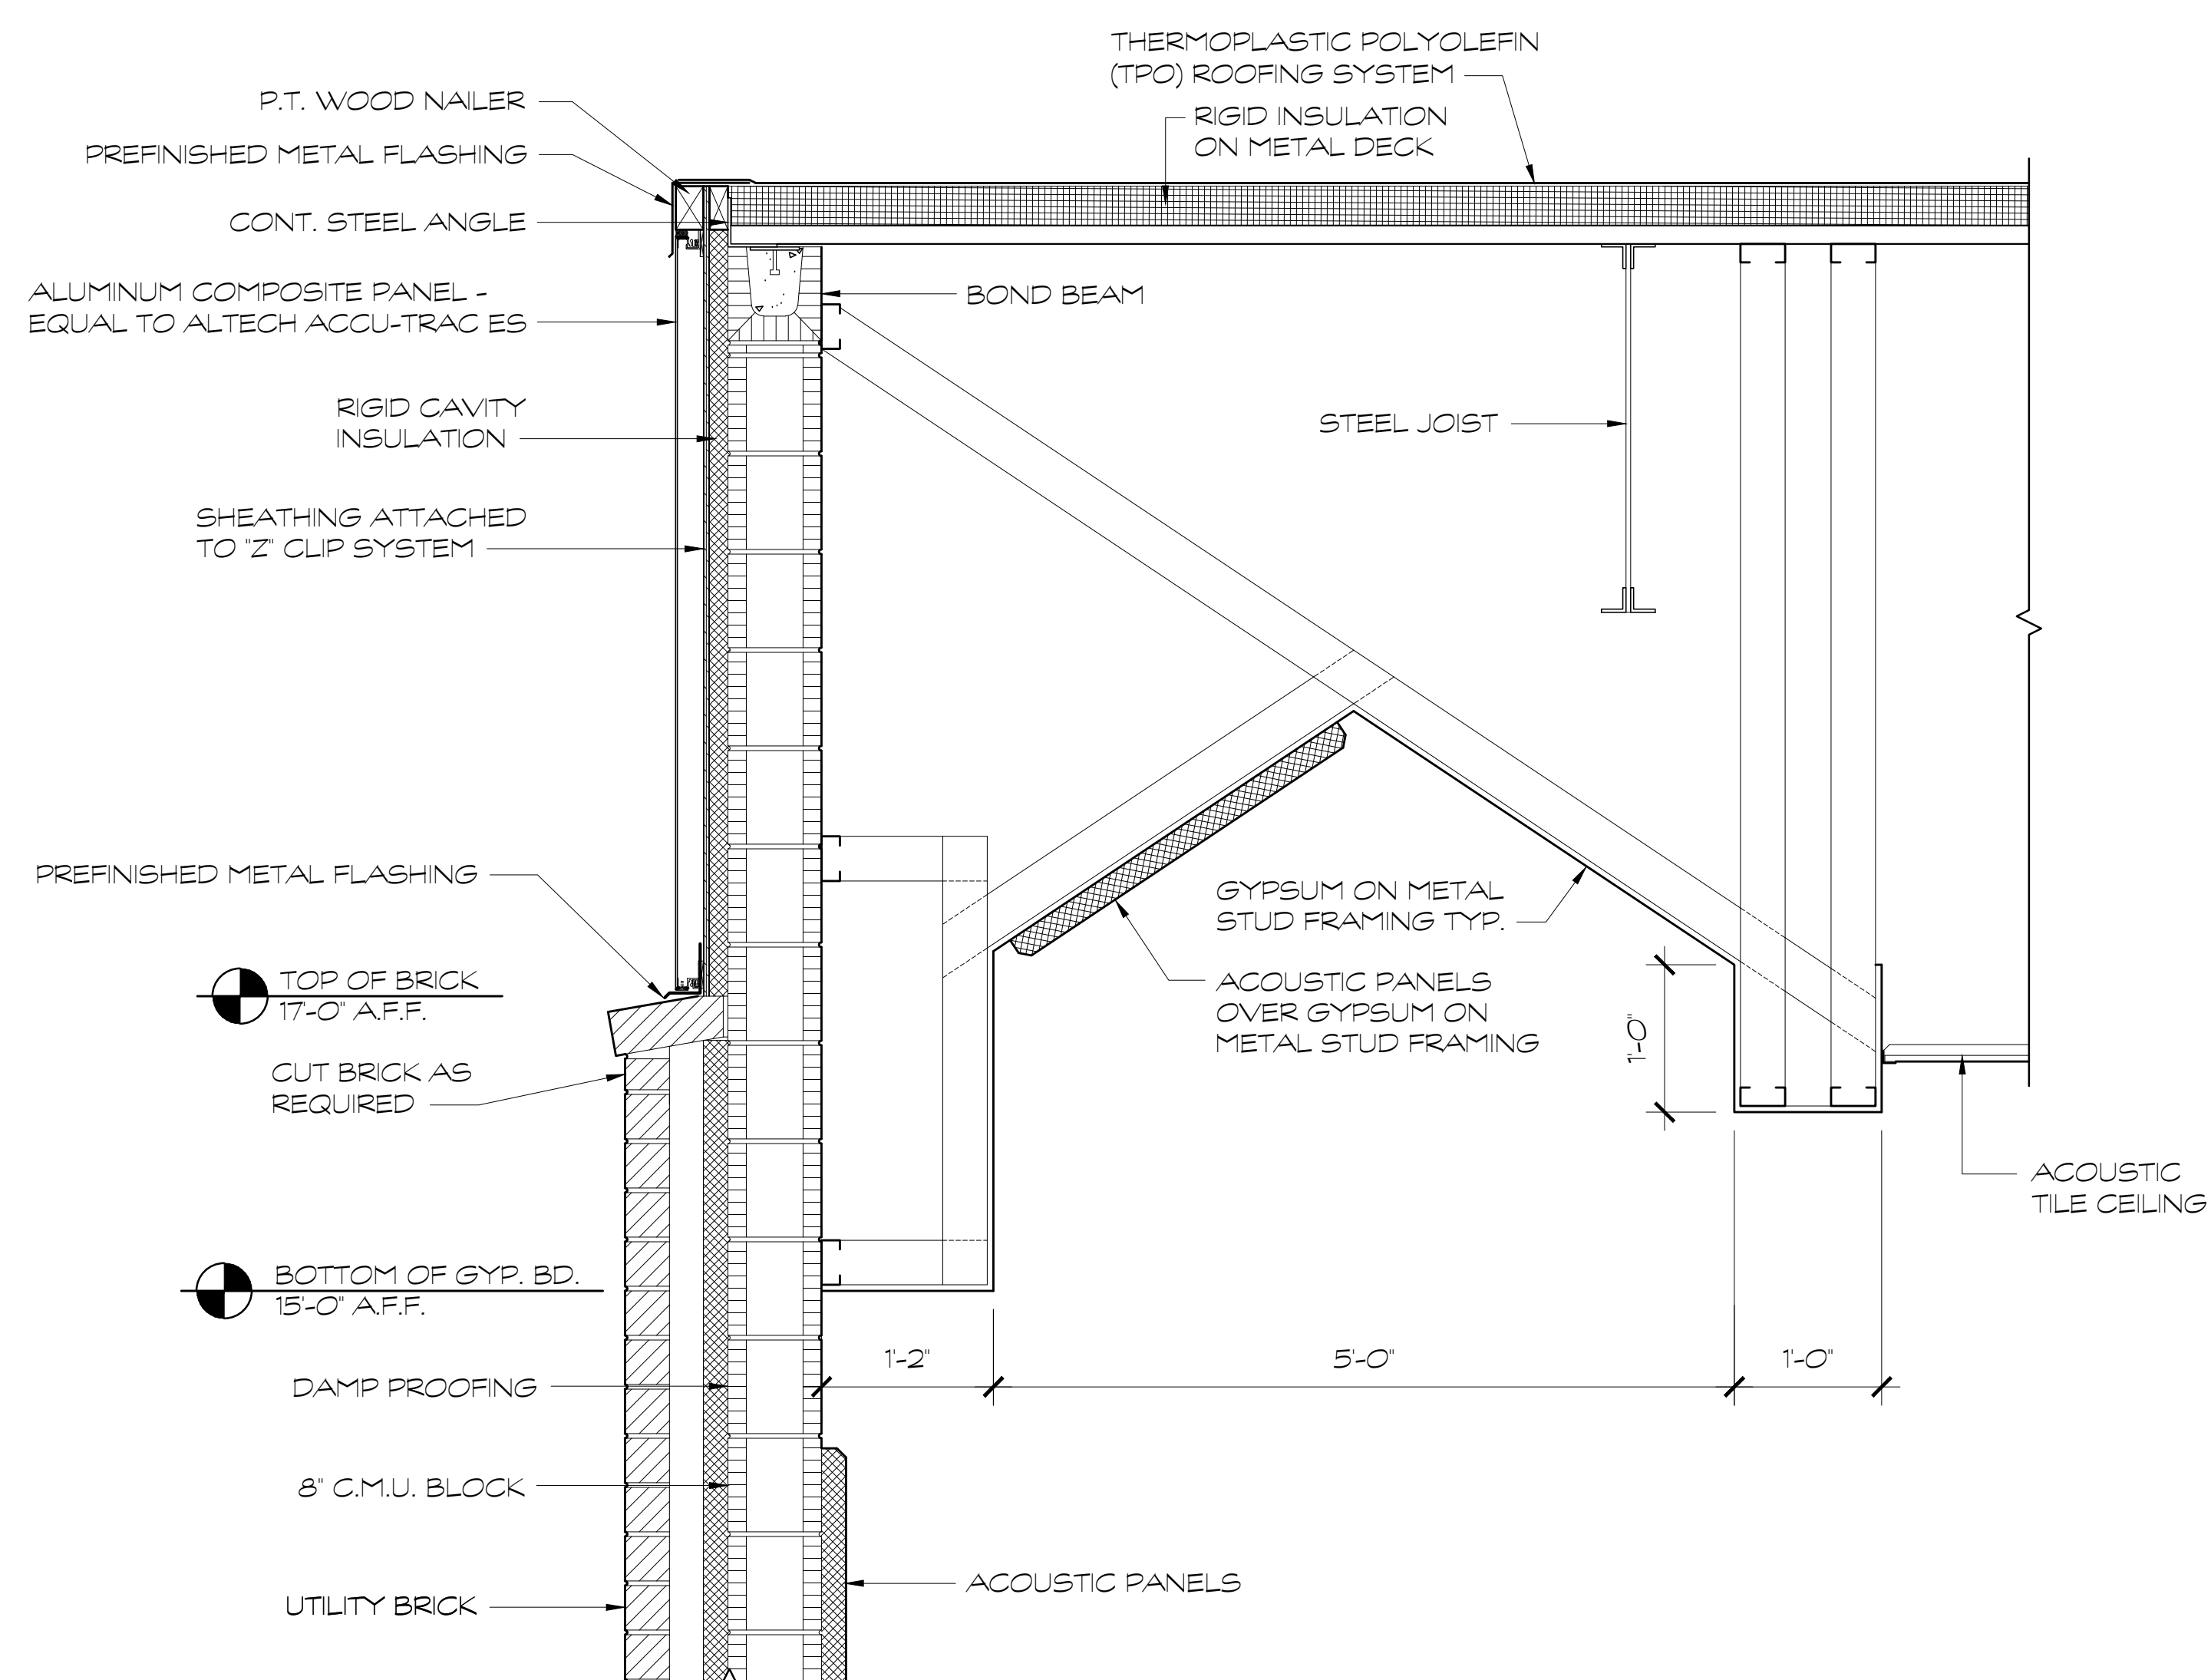 THERMOPLASTIC POLYOLEFIN
(TPO) ROOFING SYSTEM
RIGID INSULATION
ON METAL DECK
P.T. WOOD NAILER
PREFINISHED METAL FLASHING
CONT. STEEL ANGLE
ALUMINUM COMPOSITE PANEL -
EQUAL TO ALTECH ACCU-TRAC ES
BOND BEAM
RIGID CAVITY
INSULATION
STEEL JOIST
SHEATHING ATTACHED
TO "Z" CLIP SYSTEM
PREFINISHED METAL FLASHING
GYPSUM ON METAL
STUD FRAMING TYP.
TOP OF BRICK
17'-0" A.F.F.
ACOUSTIC PANELS
OVER GYPSUM ON
METAL STUD FRAMING
1'-0"
CUT BRICK AS
REQUIRED
ACOUSTIC
TILE CEILING
BOTTOM OF GYP. BD.
15'-0" A.F.F.
1'-2"
5'-0"
1'-0"
DAMP PROOFING
8" C.M.U. BLOCK
ACOUSTIC PANELS
UTILITY BRICK